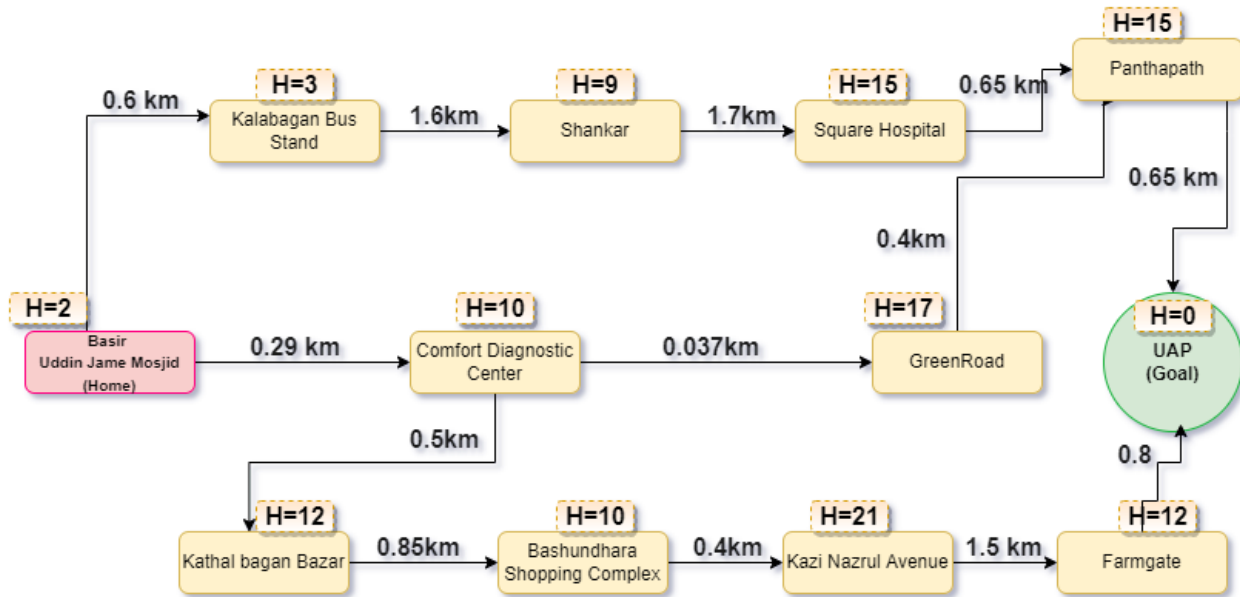 H=15
Panthapath
0.6 km
H=3
Kalabagan Bus
Stand
1.6km
H=9
Shankar
1.7km
H=15
Square Hospital
0.65 km
0.65 km
0.4km
H=2
Basir
Uddin Jame Mosjid
(Home)
0.29 km
H=10
Comfort Diagnostic
Center
0.037km
H=17
GreenRoad
H=0
UAP
(Goal)
0.5km
0.8
H=12
Kathal bagan Bazar
0.85km
H=10
Bashundhara
Shopping Complex
0.4km
H=21
Kazi Nazrul Avenue
1.5 km
H=12
Farmgate